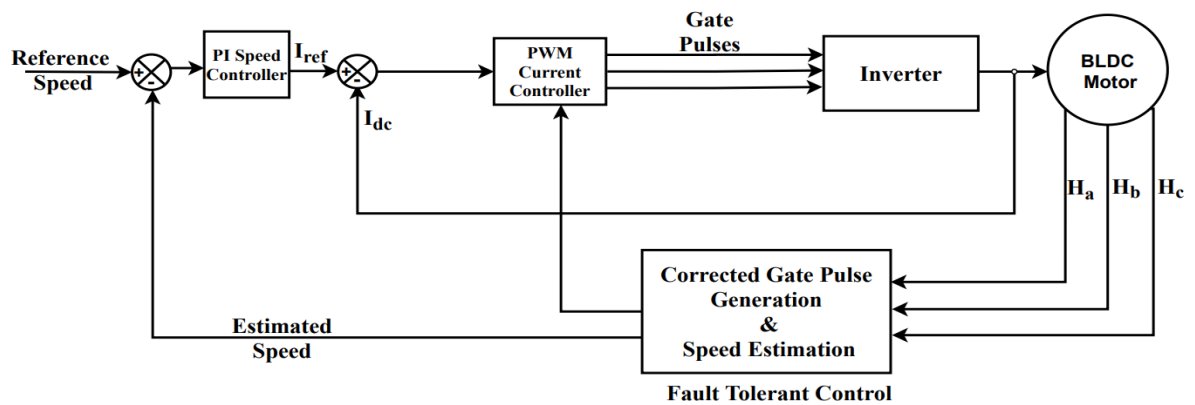 Reference
Speed
+
-
PI Speed
Controller
Iref
+
-
Idc
PWM
Current
Controller
Gate
Pulses
Inverter
BLDC
Motor
Ha
Hb
Hc
Corrected Gate Pulse
Generation
&
Speed Estimation
Estimated
Speed
Fault Tolerant Control